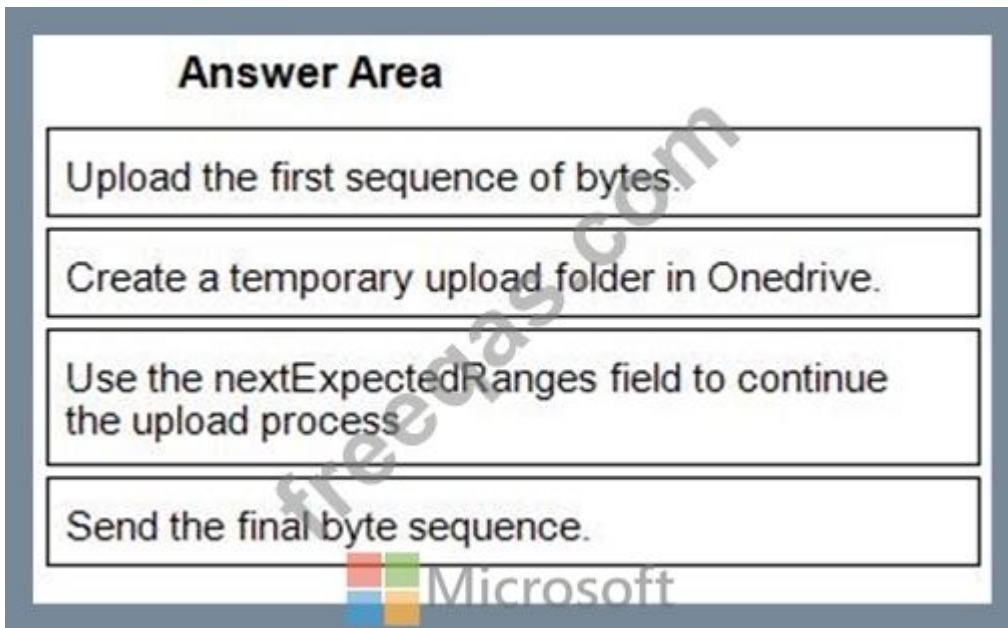 Answer Area
Upload the first sequence of bytes.
Create a temporary upload folder in Onedrive.
Use the nextExpectedRanges field to continue
the upload process
Send the final byte sequence.
freeqas.com
Microsoft